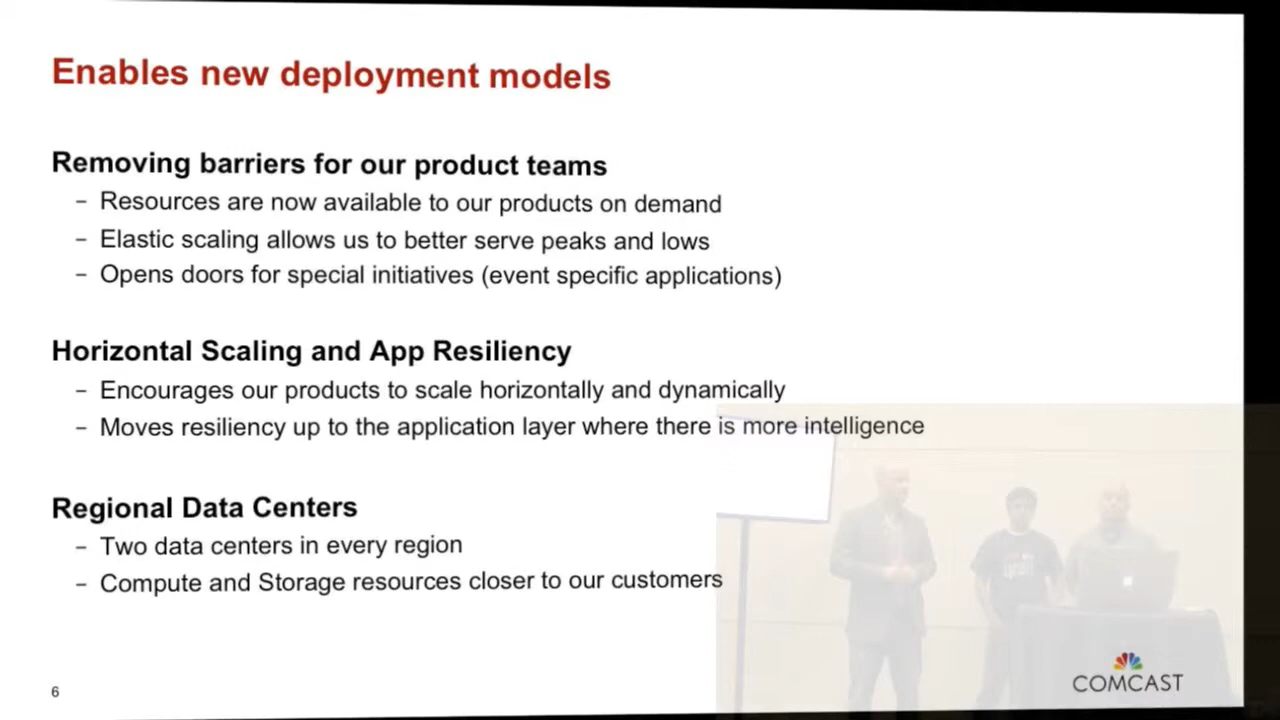 Enables new deployment models
Removing barriers for our product teams
– Resources are now available to our products on demand
– Elastic scaling allows us to better serve peaks and lows
– Opens doors for special initiatives (event specific applications)
Horizontal Scaling and App Resiliency
– Encourages our products to scale horizontally and dynamically
– Moves resiliency up to the application layer where there is more intelligence
Regional Data Centers
– Two data centers in every region
– Compute and Storage resources closer to our customers
6
COMCAST